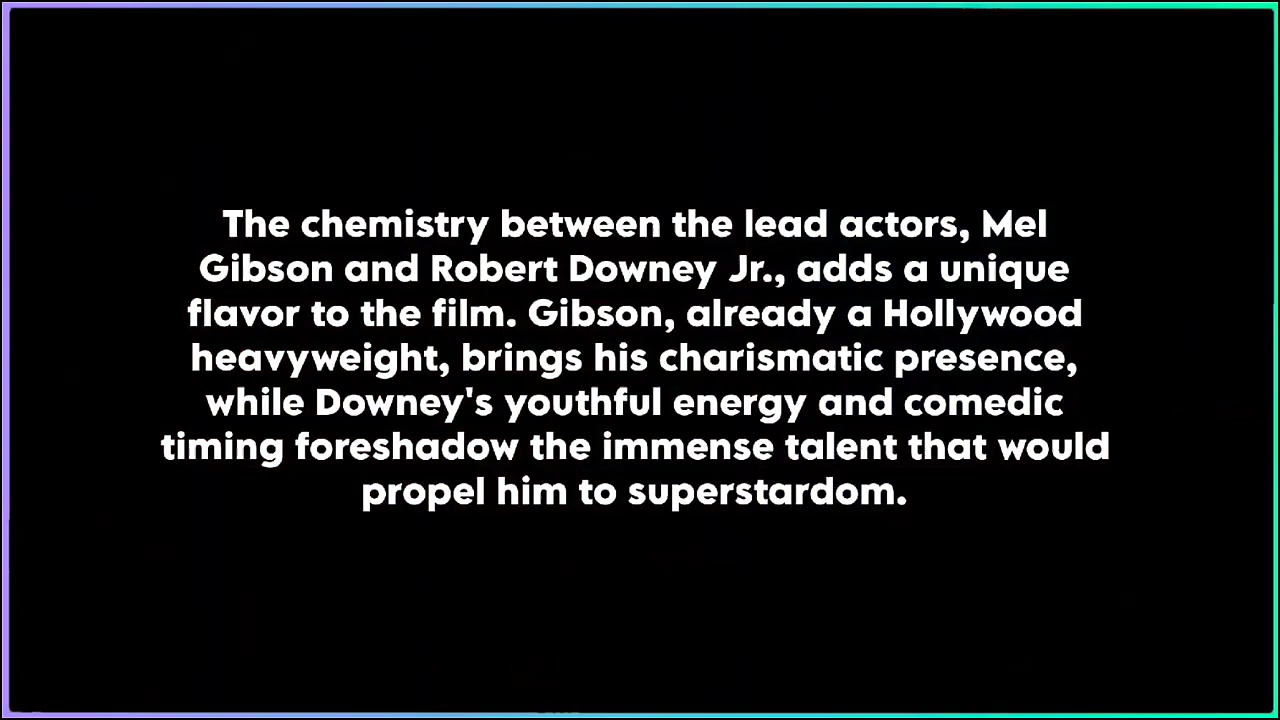 The chemistry between the lead actors, Mel
Gibson and Robert Downey Jr., adds a unique
flavor to the film. Gibson, already a Hollywood
heavyweight, brings his charismatic presence,
while Downey's youthful energy and comedic
timing foreshadow the immense talent that would
propel him to superstardom.